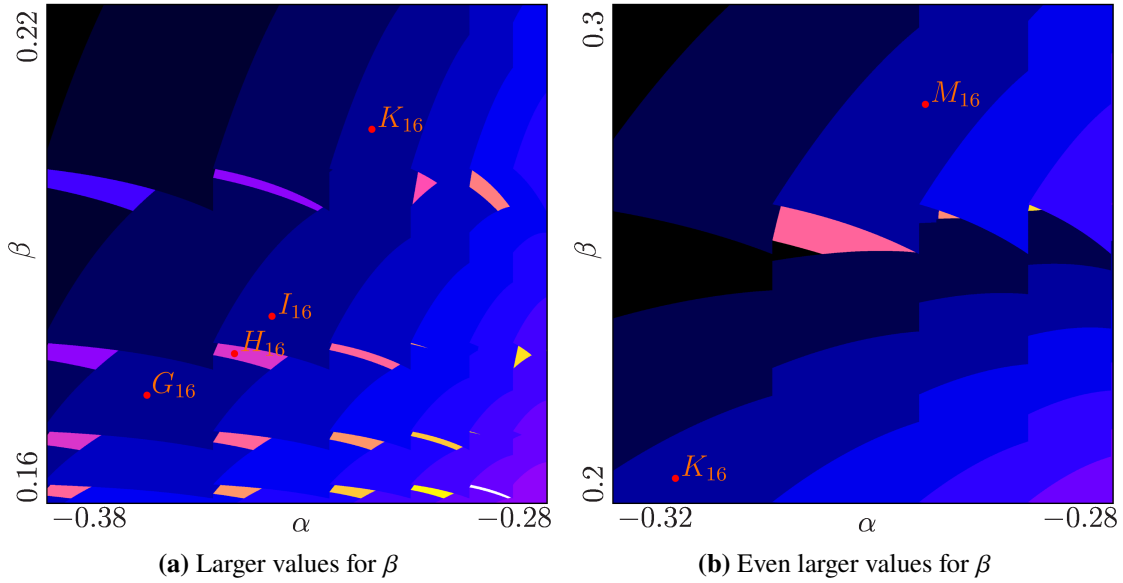 0.22
K₁₆
I₁₆
H₁₆
G₁₆
β
0.16
−0.38 α −0.28
(a) Larger values for β
0.3
M₁₆
β
K₁₆
0.2
−0.32 α −0.28
(b) Even larger values for β